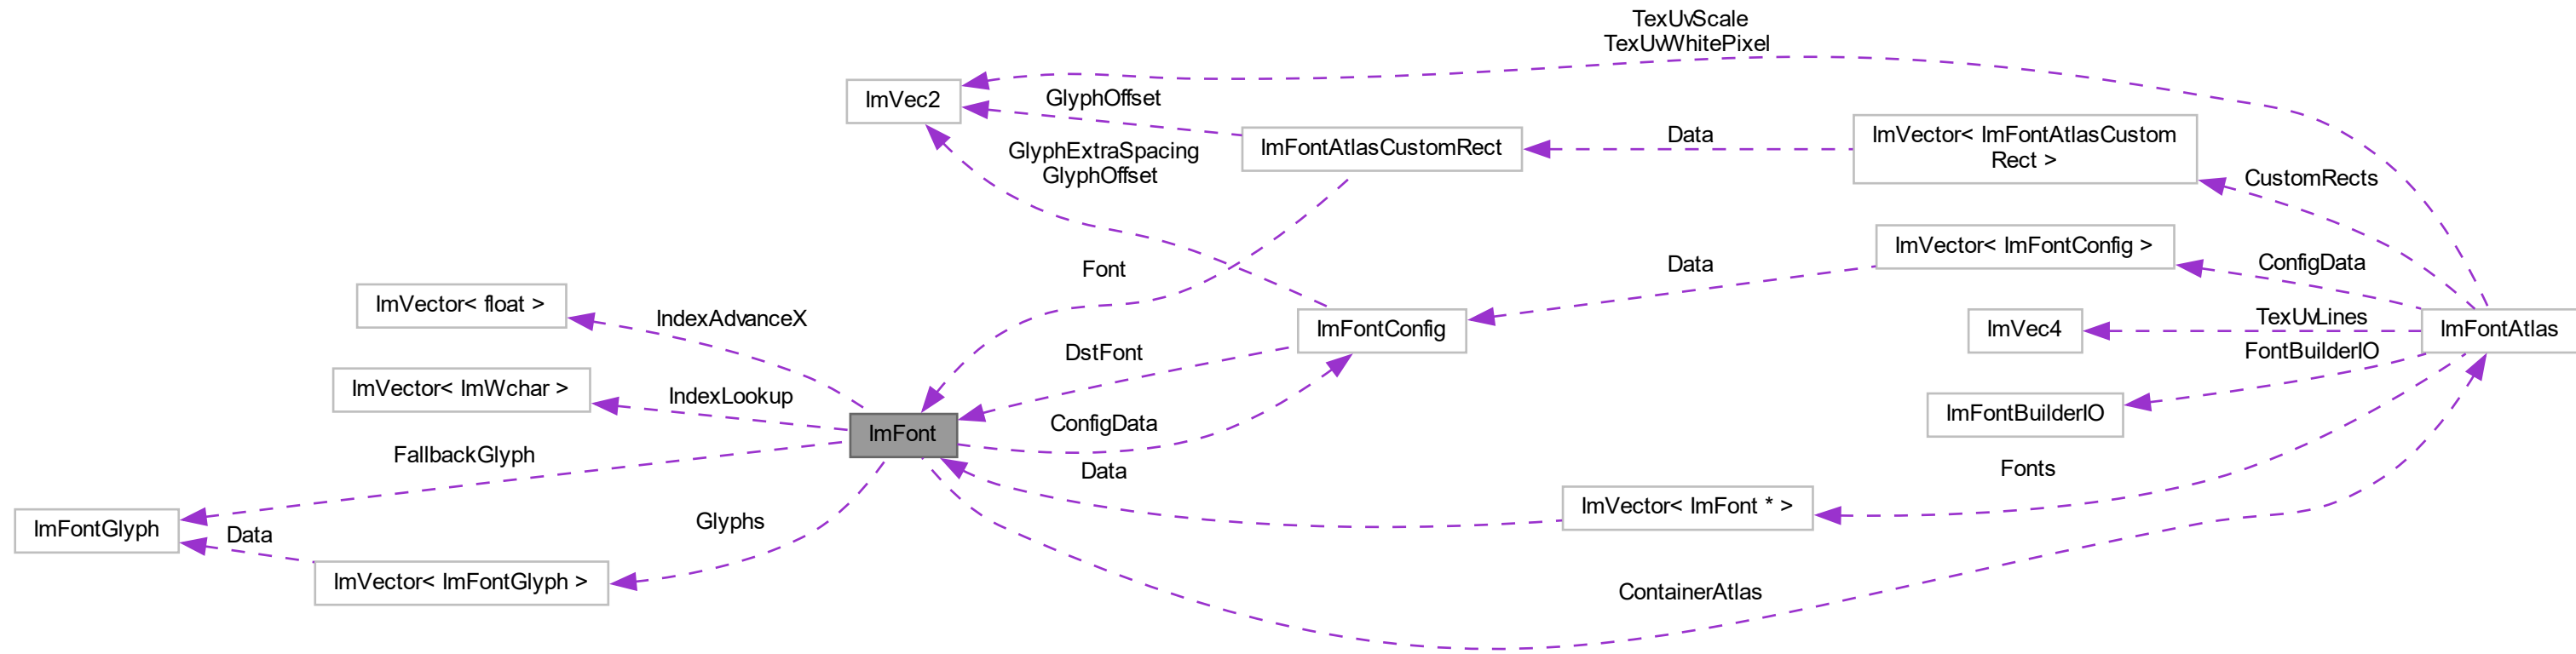 TexUvScale
TexUvWhitePixel
ImVec2
GlyphOffset
GlyphExtraSpacing
GlyphOffset
ImFontAtlasCustomRect
Data
ImVector< ImFontAtlasCustom
Rect >
CustomRects
ImVector< ImFontConfig >
ConfigData
Font
Data
ImVector< float >
IndexAdvanceX
ImFontConfig
ImVec4
TexUvLines
ImFontAtlas
DstFont
FontBuilderIO
ImVector< ImWchar >
IndexLookup
ImFontBuilderIO
ImFont
ConfigData
FallbackGlyph
Data
Fonts
ImVector< ImFont * >
ImFontGlyph
Data
Glyphs
ImVector< ImFontGlyph >
ContainerAtlas